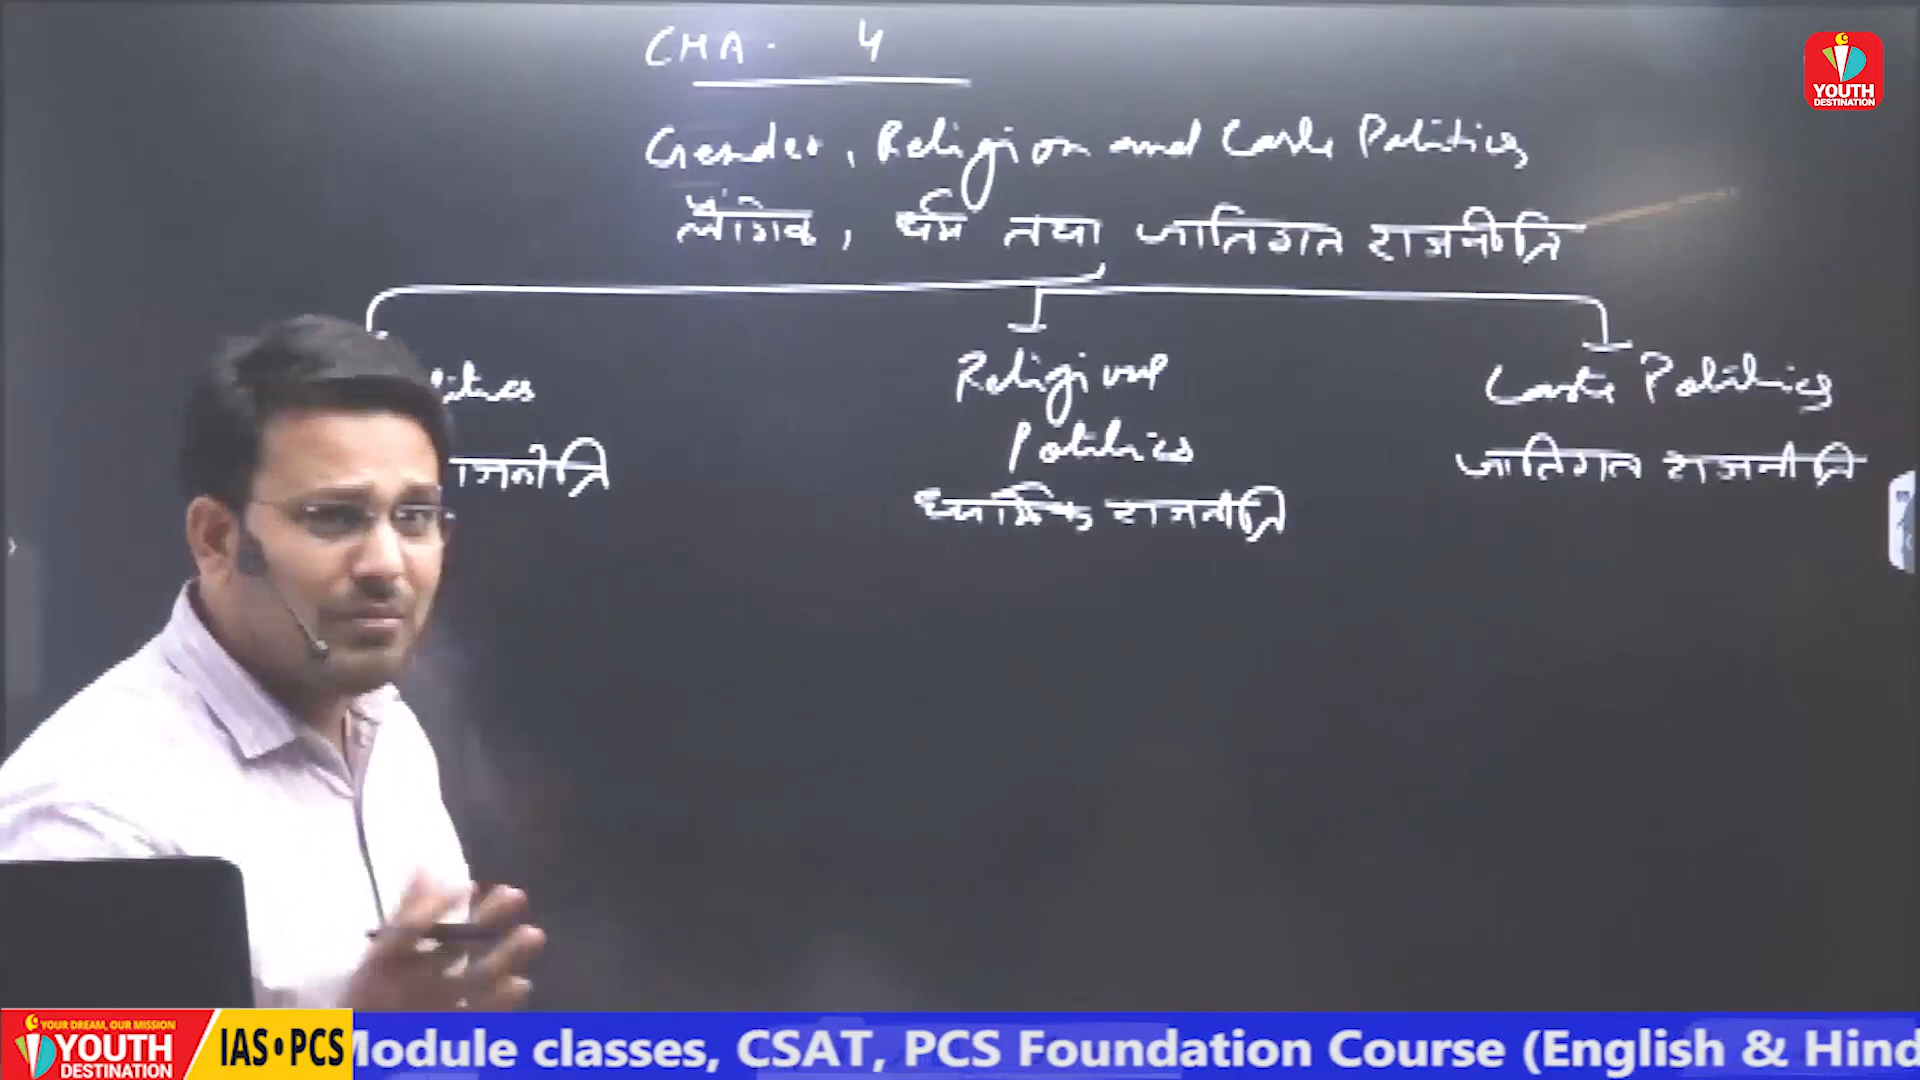 CHA. 4
Gender, Religion and Caste Politics
लैंगिक, धर्म तथा जातिगत राजनीति
Religious
Politics
धार्मिक राजनीति
Caste Politics
जातिगत राजनीति
YOUTH
DESTINATION
YOUR DREAM, OUR MISSION
YOUTH
DESTINATION
IAS•PCS
Module classes, CSAT, PCS Foundation Course (English & Hind